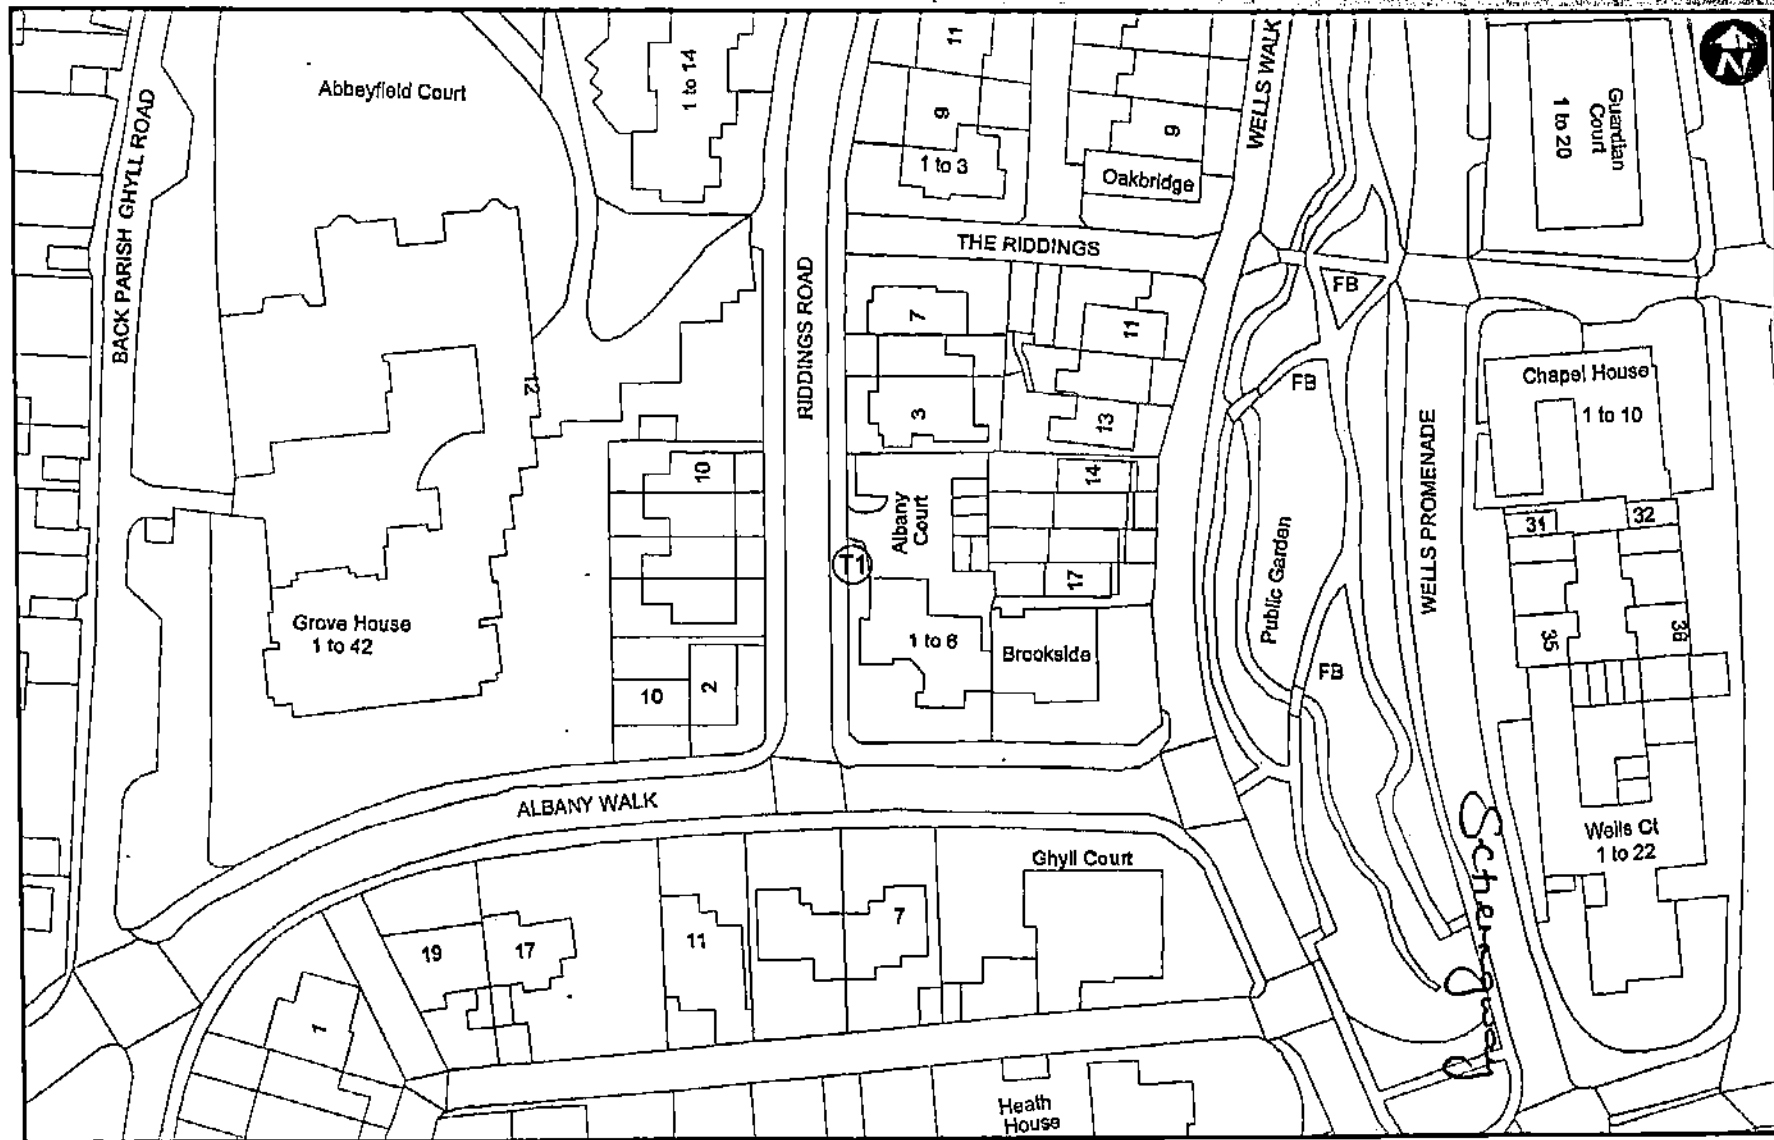 11
1 to 14
WELLS WALK
N
Abbeyfield Court
BACK PARISH GHYLL ROAD
9
9
Guardian
Court
1 to 20
1 to 3
Oakbridge
THE RIDDINGS
RIDDINGS ROAD
FB
7
11
12
FB
Chapel House
1 to 10
3
13
WELLS PROMENADE
10
14
Albany
Court
31
32
T1
17
Public Garden
Grove House
1 to 42
1 to 6
Brookside
35
36
FB
10
2
ALBANY WALK
Wells Ct
1 to 22
Ghyll Court
7
11
19
17
1
Heath
House